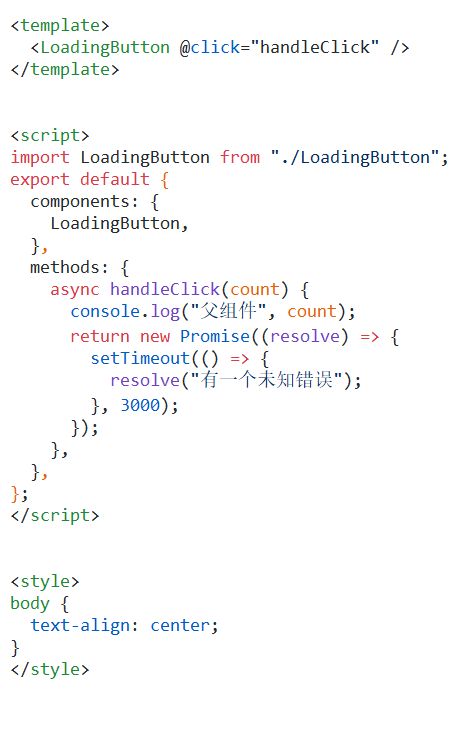 <template>
  <LoadingButton @click="handleClick" />
</template>
<script>
import LoadingButton from "./LoadingButton";
export default {
  components: {
    LoadingButton,
  },
  methods: {
    async handleClick(count) {
      console.log("父组件", count);
      return new Promise((resolve) => {
        setTimeout(() => {
          resolve("有一个未知错误");
        }, 3000);
      });
    },
  },
};
</script>
<style>
body {
  text-align: center;
}
</style>